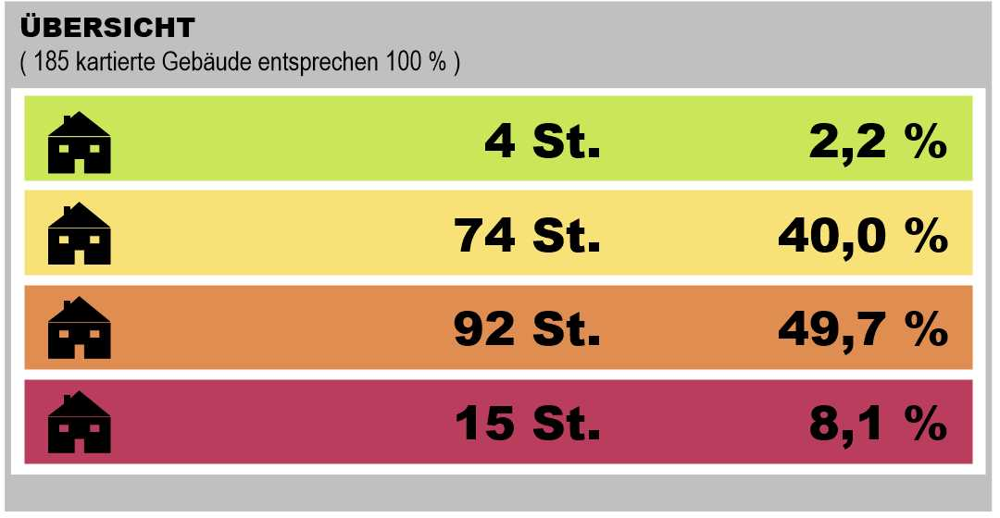 ÜBERSICHT
( 185 kartierte Gebäude entsprechen 100 % )
4 St. 2,2 %
74 St. 40,0 %
92 St. 49,7 %
15 St. 8,1 %